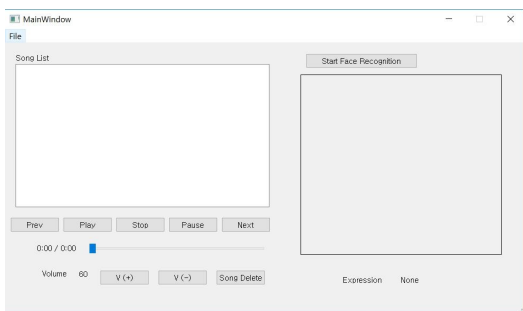 MainWindow
File
Song List
Start Face Recognition
Prev Play Stop Pause Next
0:00 / 0:00
Volume 60 V (+) V (-) Song Delete
Expression None